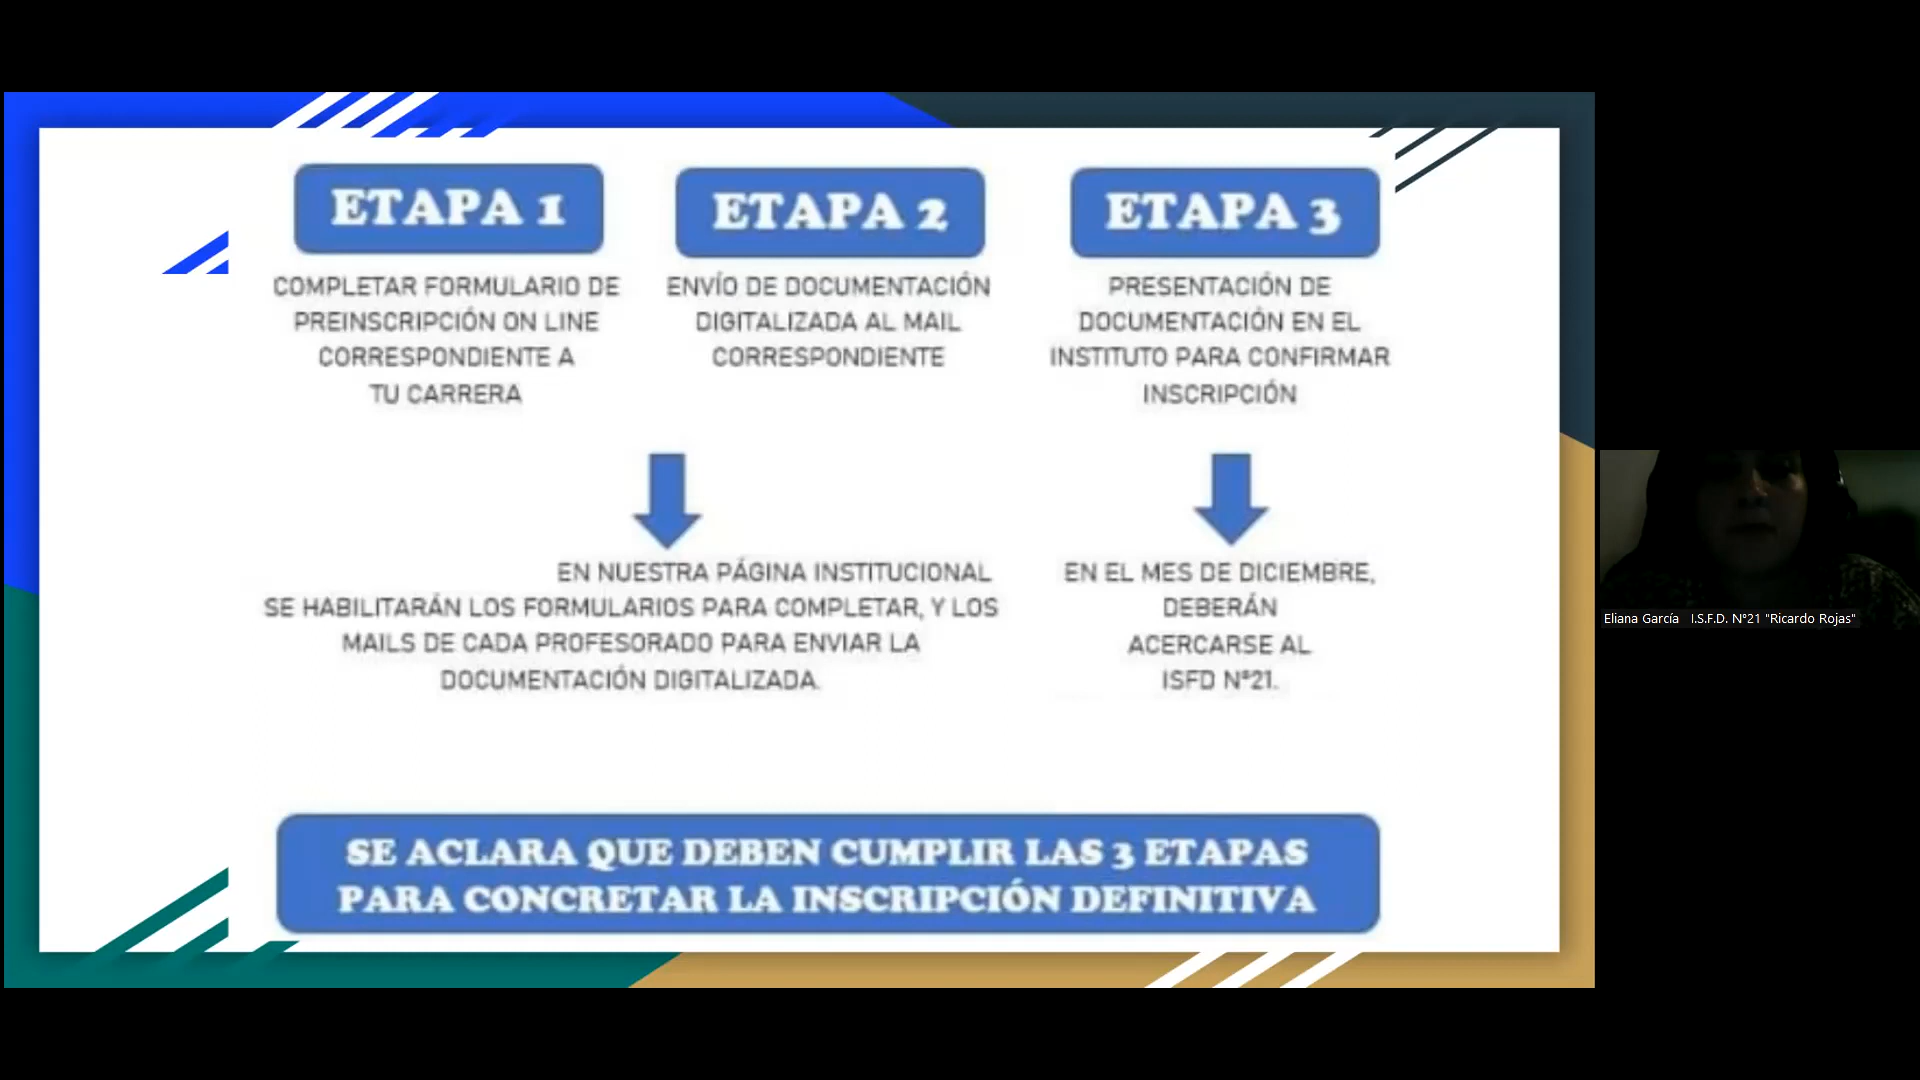 ETAPA 1
COMPLETAR FORMULARIO DE
PREINSCRIPCIÓN ON LINE
CORRESPONDIENTE A
TU CARRERA
ETAPA 2
ENVÍO DE DOCUMENTACIÓN
DIGITALIZADA AL MAIL
CORRESPONDIENTE
ETAPA 3
PRESENTACIÓN DE
DOCUMENTACIÓN EN EL
INSTITUTO PARA CONFIRMAR
INSCRIPCIÓN
EN NUESTRA PÁGINA INSTITUCIONAL
SE HABILITARÁN LOS FORMULARIOS PARA COMPLETAR, Y LOS
MAILS DE CADA PROFESORADO PARA ENVIAR LA
DOCUMENTACIÓN DIGITALIZADA.
EN EL MES DE DICIEMBRE,
DEBERÁN
ACERCARSE AL
ISFD Nº21.
SE ACLARA QUE DEBEN CUMPLIR LAS 3 ETAPAS
PARA CONCRETAR LA INSCRIPCIÓN DEFINITIVA
Eliana García I.S.F.D. N°21 "Ricardo Rojas"